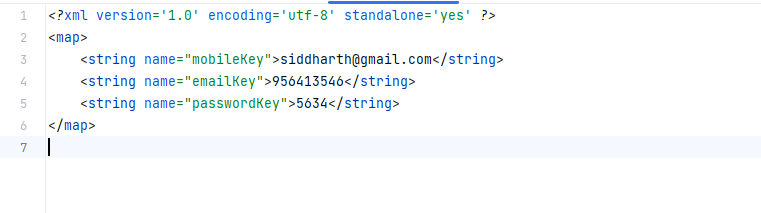 1 <?xml version='1.0' encoding='utf-8' standalone='yes' ?>
2 <map>
3     <string name="mobileKey">siddharth@gmail.com</string>
4     <string name="emailKey">956413546</string>
5     <string name="passwordKey">5634</string>
6 </map>
7